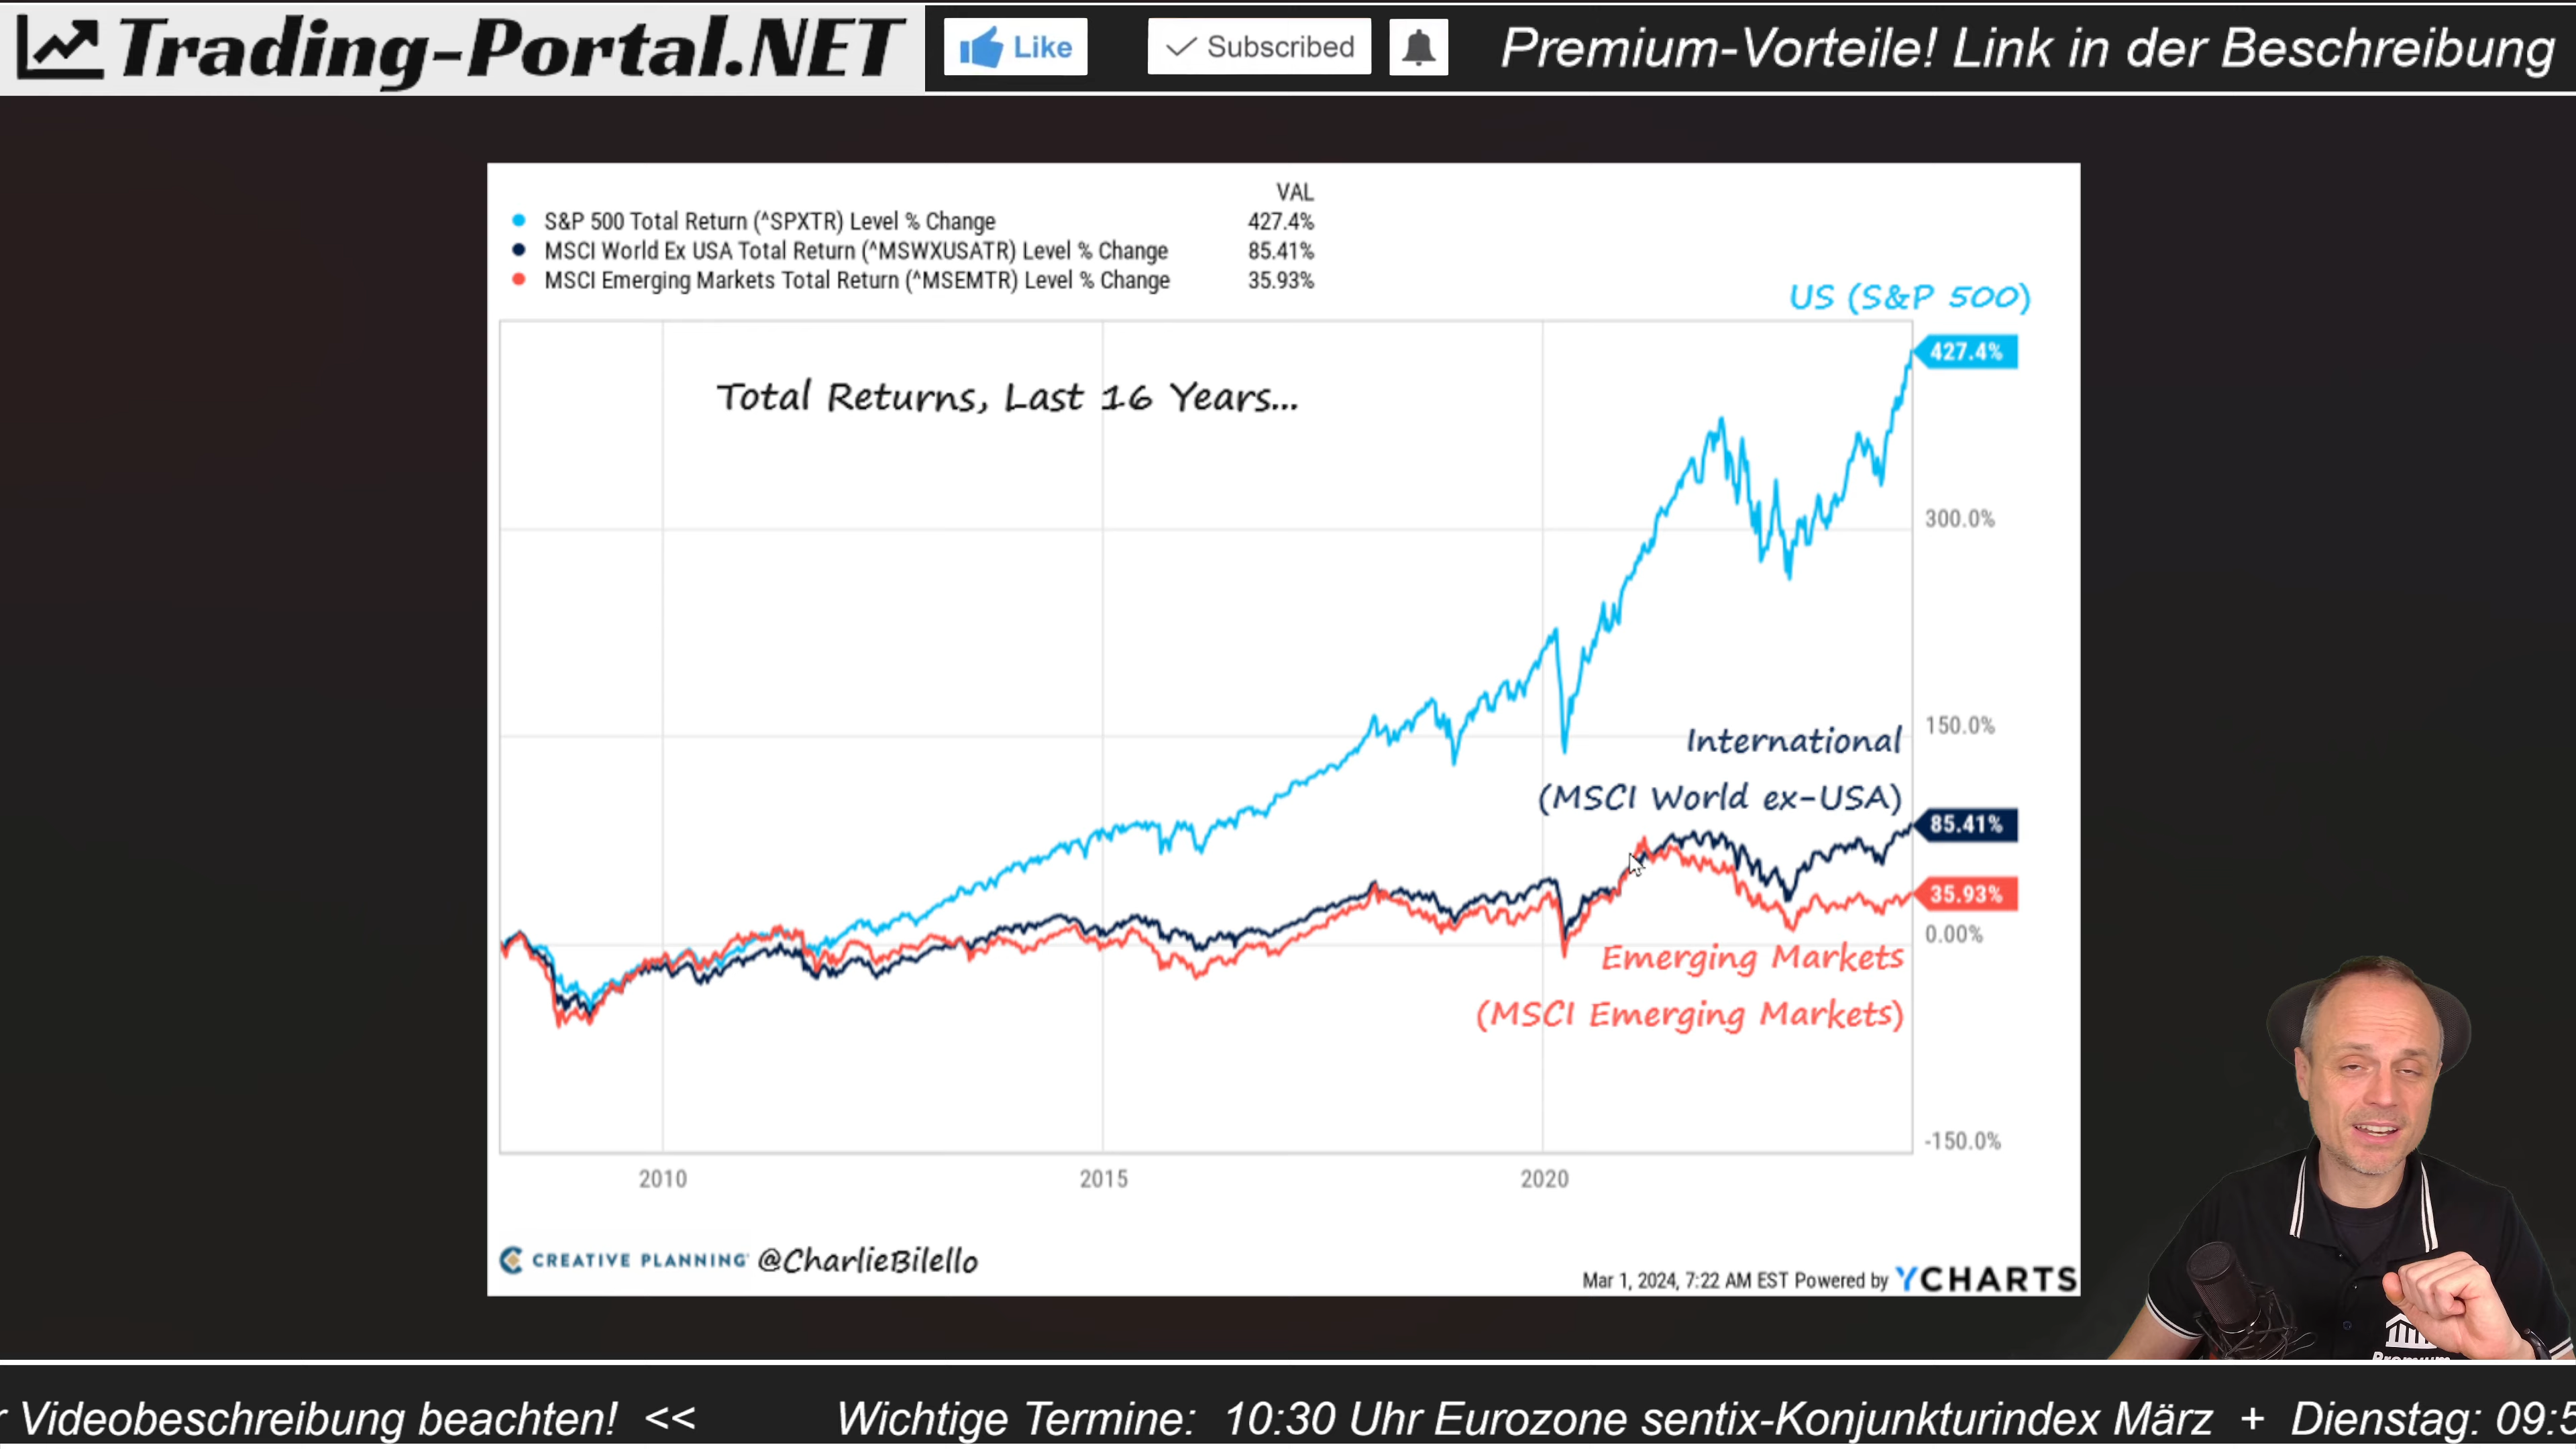 Trading-Portal.NET
Like
Subscribed
Premium-Vorteile! Link in der Beschreibung
VAL
S&P 500 Total Return (^SPXTR) Level % Change 427.4%
MSCI World Ex USA Total Return (^MSWXUSATR) Level % Change 85.41%
MSCI Emerging Markets Total Return (^MSEMTR) Level % Change 35.93%
US (S&P 500)
427.4%
Total Returns, Last 16 Years...
300.0%
150.0%
International
(MSCI World ex-USA)
85.41%
35.93%
0.00%
Emerging Markets
(MSCI Emerging Markets)
-150.0%
2010 2015 2020
CREATIVE PLANNING @CharlieBilello
Mar 1, 2024, 7:22 AM EST Powered by YCHARTS
r Videobeschreibung beachten! << Wichtige Termine: 10:30 Uhr Eurozone sentix-Konjunkturindex März + Dienstag: 09:5